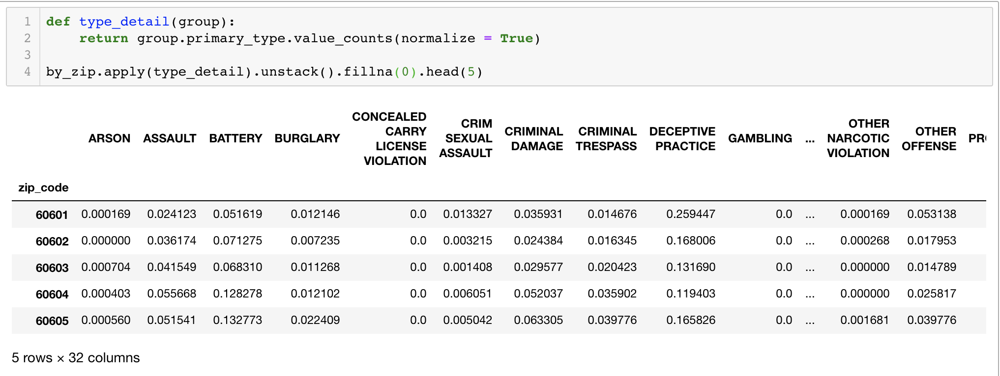 1 def type_detail(group):
2     return group.primary_type.value_counts(normalize = True)
3
4 by_zip.apply(type_detail).unstack().fillna(0).head(5)
ARSON ASSAULT BATTERY BURGLARY CONCEALED CARRY LICENSE VIOLATION CRIM SEXUAL ASSAULT CRIMINAL DAMAGE CRIMINAL TRESPASS DECEPTIVE PRACTICE GAMBLING ... OTHER NARCOTIC VIOLATION OTHER OFFENSE
zip_code
60601 0.000169 0.024123 0.051619 0.012146 0.0 0.013327 0.035931 0.014676 0.259447 0.0 ... 0.000169 0.053138
60602 0.000000 0.036174 0.071275 0.007235 0.0 0.003215 0.024384 0.016345 0.168006 0.0 ... 0.000268 0.017953
60603 0.000704 0.041549 0.068310 0.011268 0.0 0.001408 0.029577 0.020423 0.131690 0.0 ... 0.000000 0.014789
60604 0.000403 0.055668 0.128278 0.012102 0.0 0.006051 0.052037 0.035902 0.119403 0.0 ... 0.000000 0.025817
60605 0.000560 0.051541 0.132773 0.022409 0.0 0.005042 0.063305 0.039776 0.165826 0.0 ... 0.001681 0.039776
5 rows × 32 columns